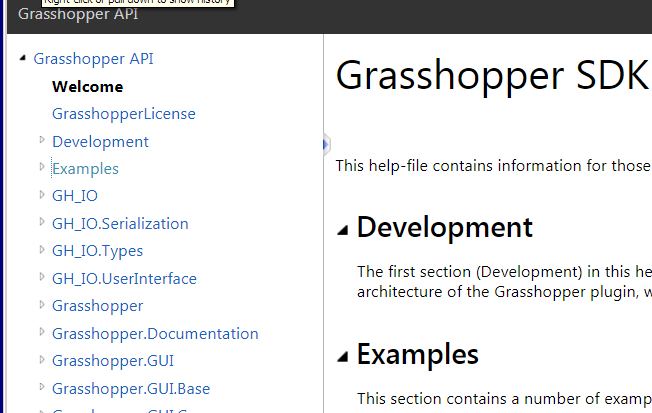 Right-click or pull down to show history
Grasshopper API
Grasshopper API
Welcome
GrasshopperLicense
Development
Examples
GH_IO
GH_IO.Serialization
GH_IO.Types
GH_IO.UserInterface
Grasshopper
Grasshopper.Documentation
Grasshopper.GUI
Grasshopper.GUI.Base
Grasshopper SDK
This help-file contains information for those
Development
The first section (Development) in this he
architecture of the Grasshopper plugin, w
Examples
This section contains a number of examp